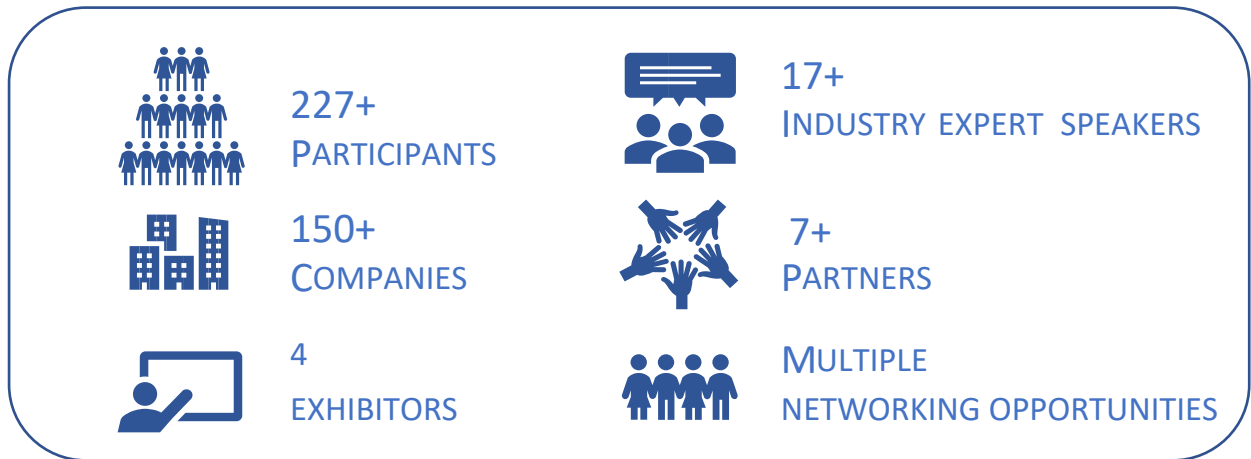 227+
PARTICIPANTS
17+
INDUSTRY EXPERT SPEAKERS
150+
COMPANIES
7+
PARTNERS
4
EXHIBITORS
MULTIPLE
NETWORKING OPPORTUNITIES